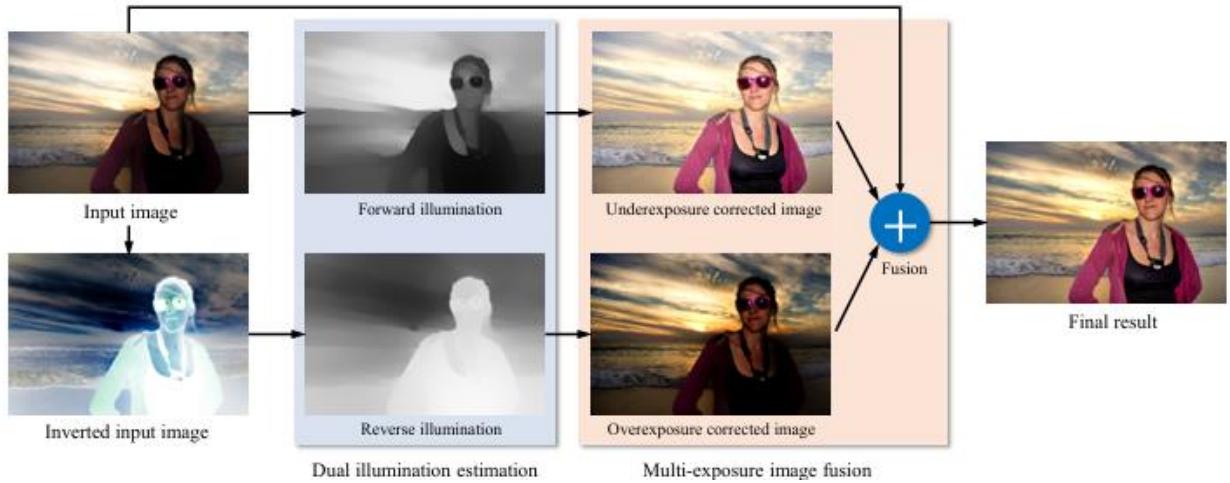 Input image
Forward illumination
Underexposure corrected image
Fusion
Final result
Inverted input image
Reverse illumination
Overexposure corrected image
Dual illumination estimation
Multi-exposure image fusion